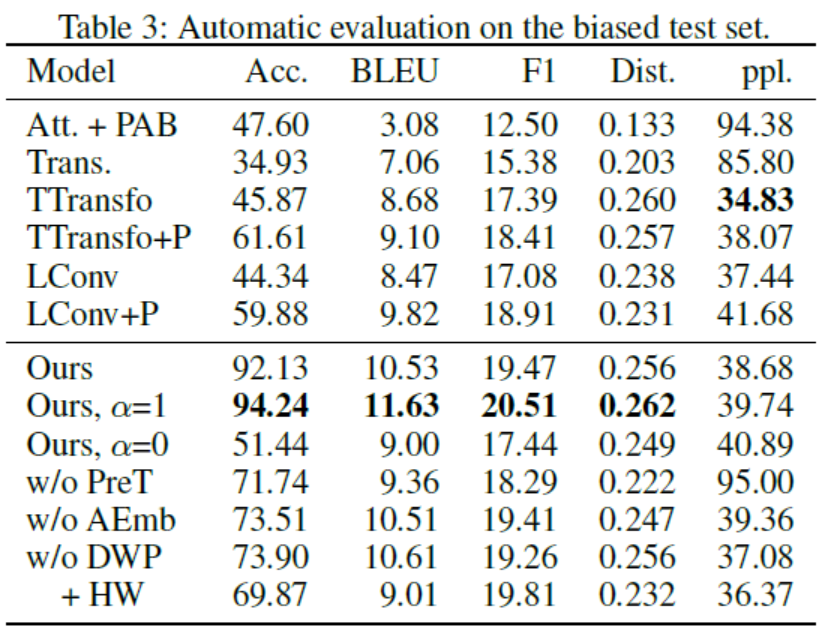 Table 3: Automatic evaluation on the biased test set.
Model Acc. BLEU F1 Dist. ppl.
Att. + PAB 47.60 3.08 12.50 0.133 94.38
Trans. 34.93 7.06 15.38 0.203 85.80
TTransfo 45.87 8.68 17.39 0.260 34.83
TTransfo+P 61.61 9.10 18.41 0.257 38.07
LConv 44.34 8.47 17.08 0.238 37.44
LConv+P 59.88 9.82 18.91 0.231 41.68
Ours 92.13 10.53 19.47 0.256 38.68
Ours, α=1 94.24 11.63 20.51 0.262 39.74
Ours, α=0 51.44 9.00 17.44 0.249 40.89
w/o PreT 71.74 9.36 18.29 0.222 95.00
w/o AEmb 73.51 10.51 19.41 0.247 39.36
w/o DWP 73.90 10.61 19.26 0.256 37.08
+ HW 69.87 9.01 19.81 0.232 36.37